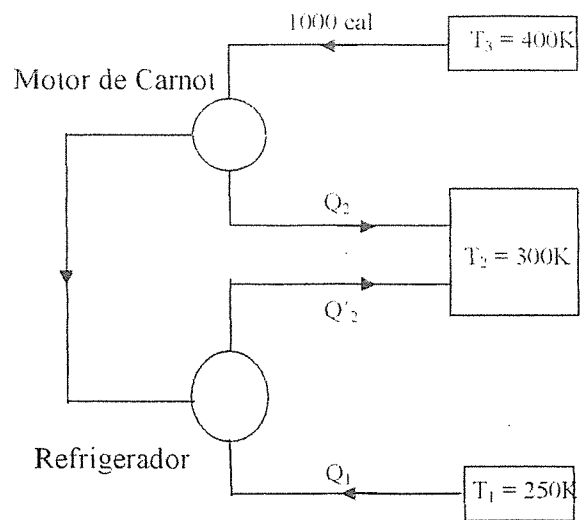 1000 cal
T₃ = 400K
Motor de Carnot
Q₂
T₂ = 300K
Q'₂
Refrigerador
Q₁
T₁ = 250K